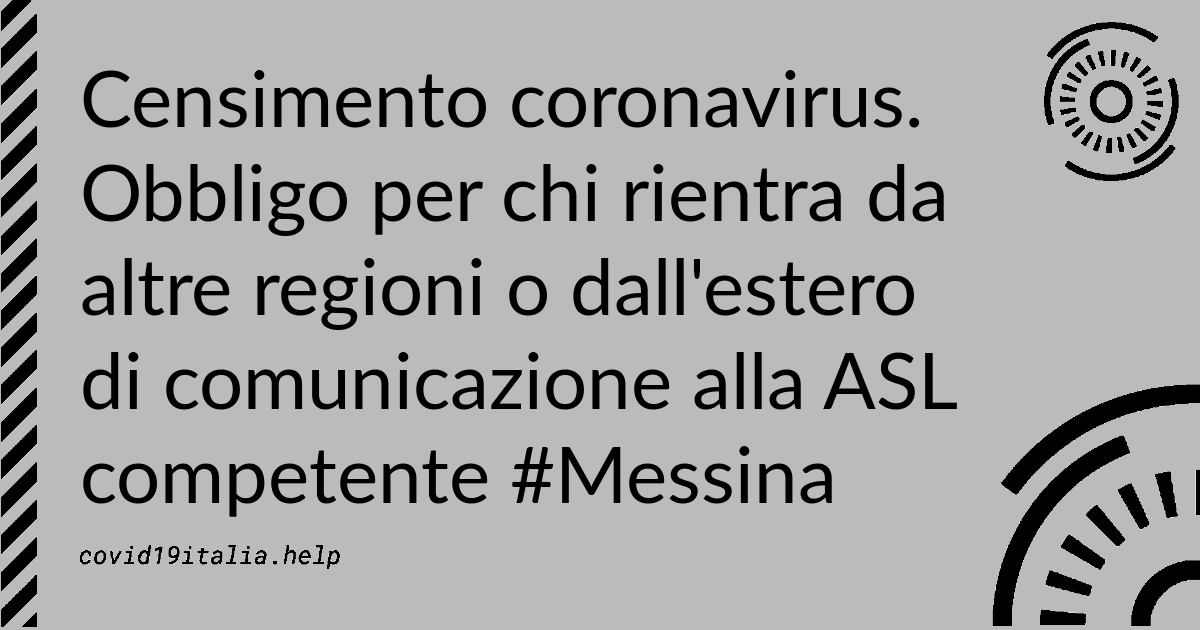 Censimento coronavirus.
Obbligo per chi rientra da
altre regioni o dall'estero
di comunicazione alla ASL
competente #Messina
covid19italia.help